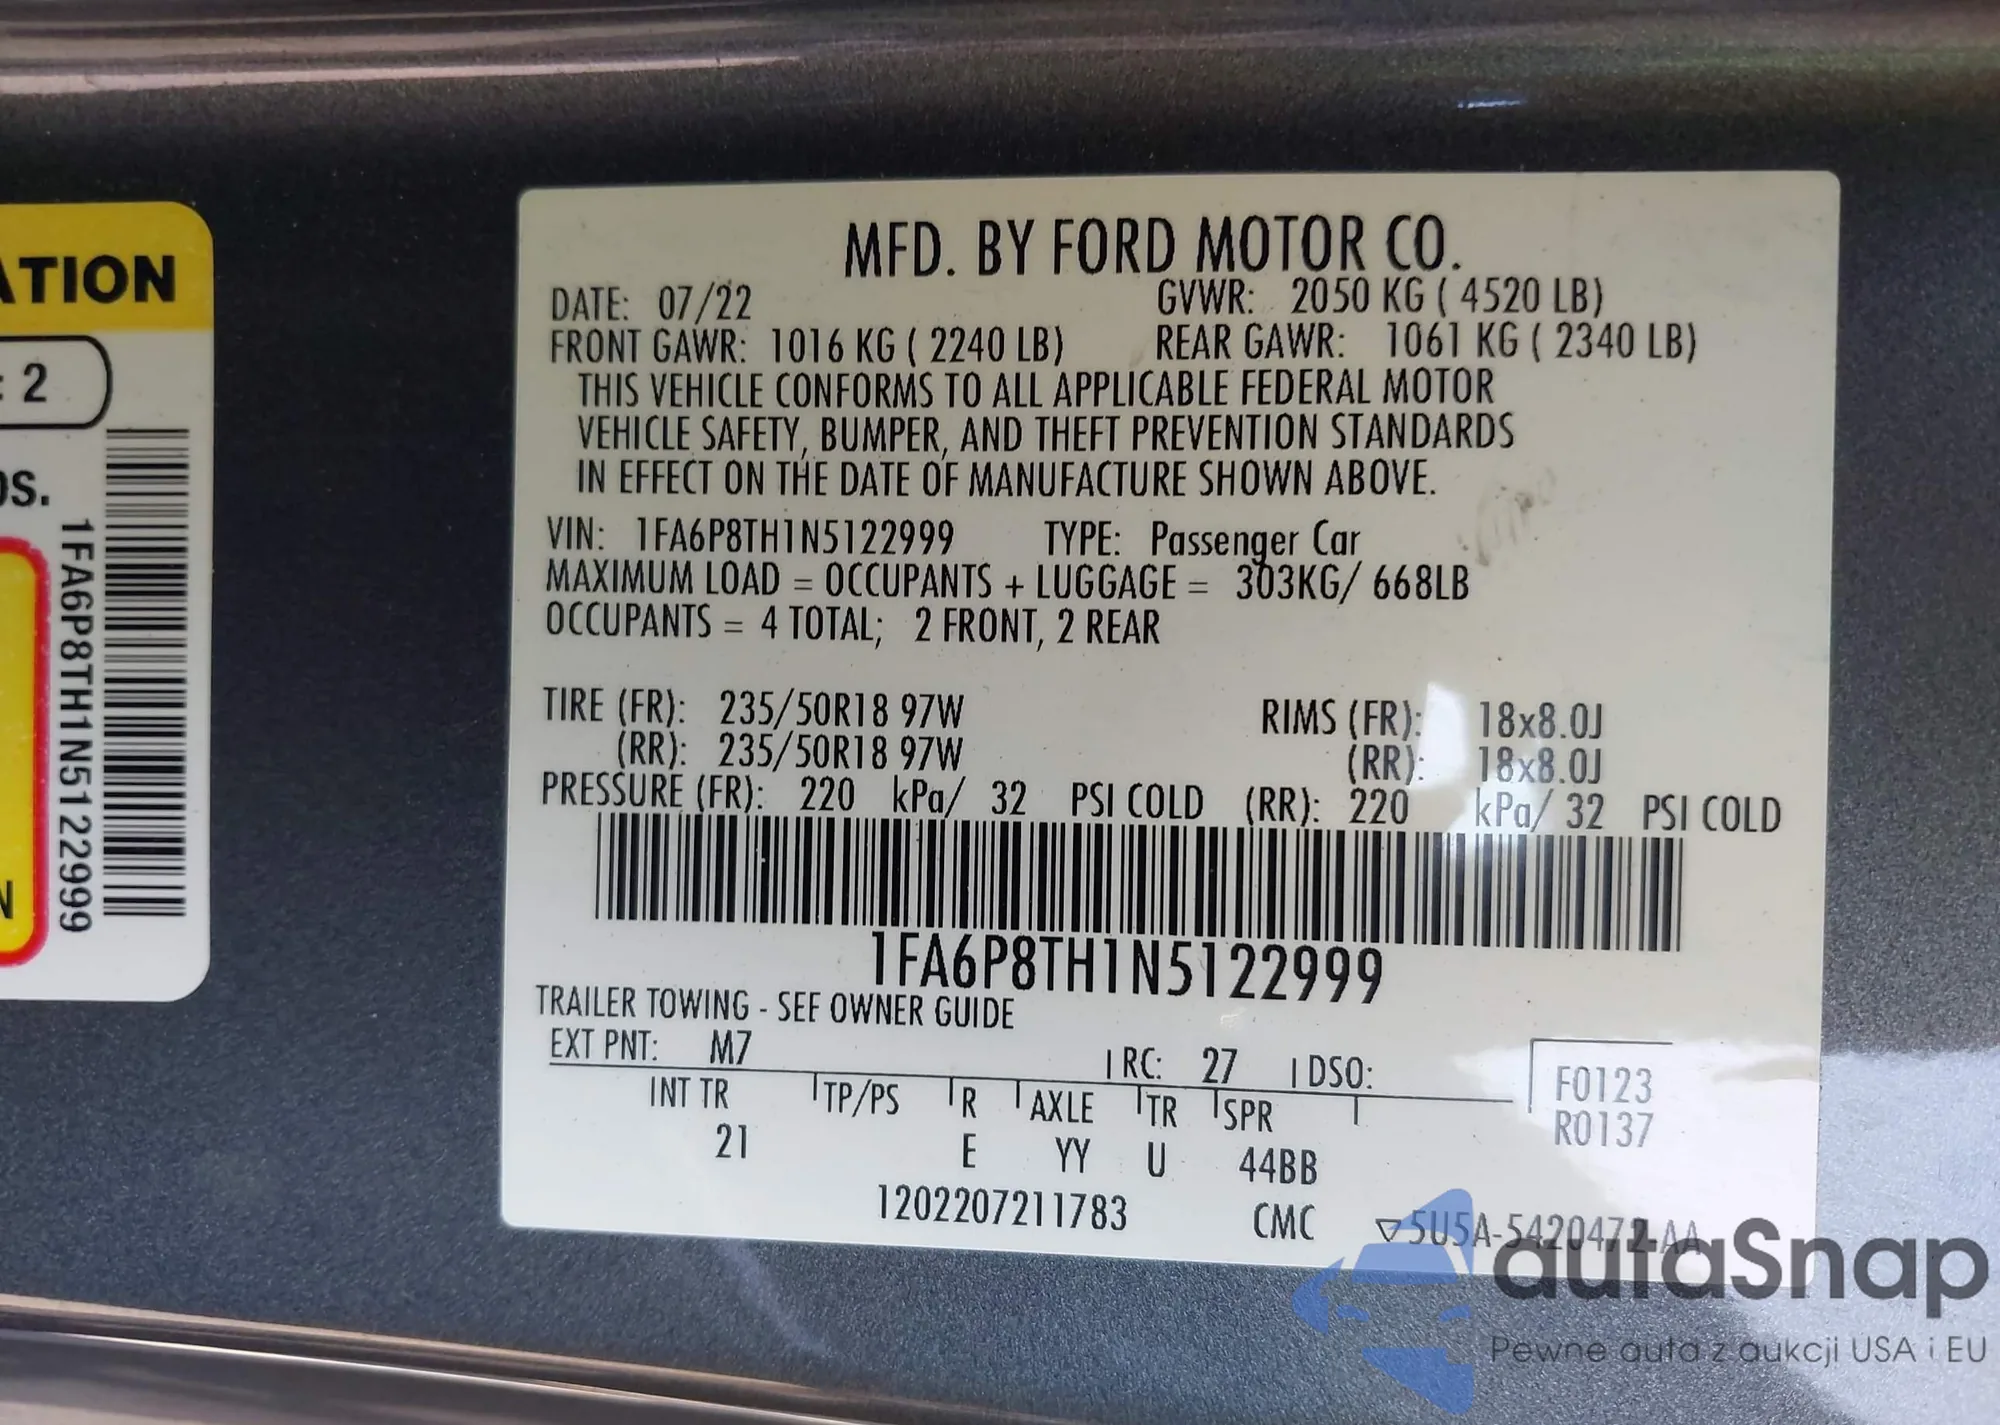 ATION
: 2
OS.
1FA6P8TH1N5122999
N
MFD. BY FORD MOTOR CO.
DATE: 07/22 GVWR: 2050 KG ( 4520 LB)
FRONT GAWR: 1016 KG ( 2240 LB) REAR GAWR: 1061 KG ( 2340 LB)
THIS VEHICLE CONFORMS TO ALL APPLICABLE FEDERAL MOTOR
VEHICLE SAFETY, BUMPER, AND THEFT PREVENTION STANDARDS
IN EFFECT ON THE DATE OF MANUFACTURE SHOWN ABOVE.
VIN: 1FA6P8TH1N5122999 TYPE: Passenger Car
MAXIMUM LOAD = OCCUPANTS + LUGGAGE = 303KG/ 668LB
OCCUPANTS = 4 TOTAL; 2 FRONT, 2 REAR
TIRE (FR): 235/50R18 97W RIMS (FR): 18x8.0J
(RR): 235/50R18 97W (RR): 18x8.0J
PRESSURE (FR): 220 kPa/ 32 PSI COLD (RR): 220 kPa/ 32 PSI COLD
1FA6P8TH1N5122999
TRAILER TOWING - SEE OWNER GUIDE
EXT PNT: M7 RC: 27 DSO:
F0123
R0137
INT TR TP/PS R AXLE TR SPR
21 E YY U 44BB
1202207211783 CMC ▽5U5A-5420472-AA
autaSnap
Pewne auta z aukcji USA i EU